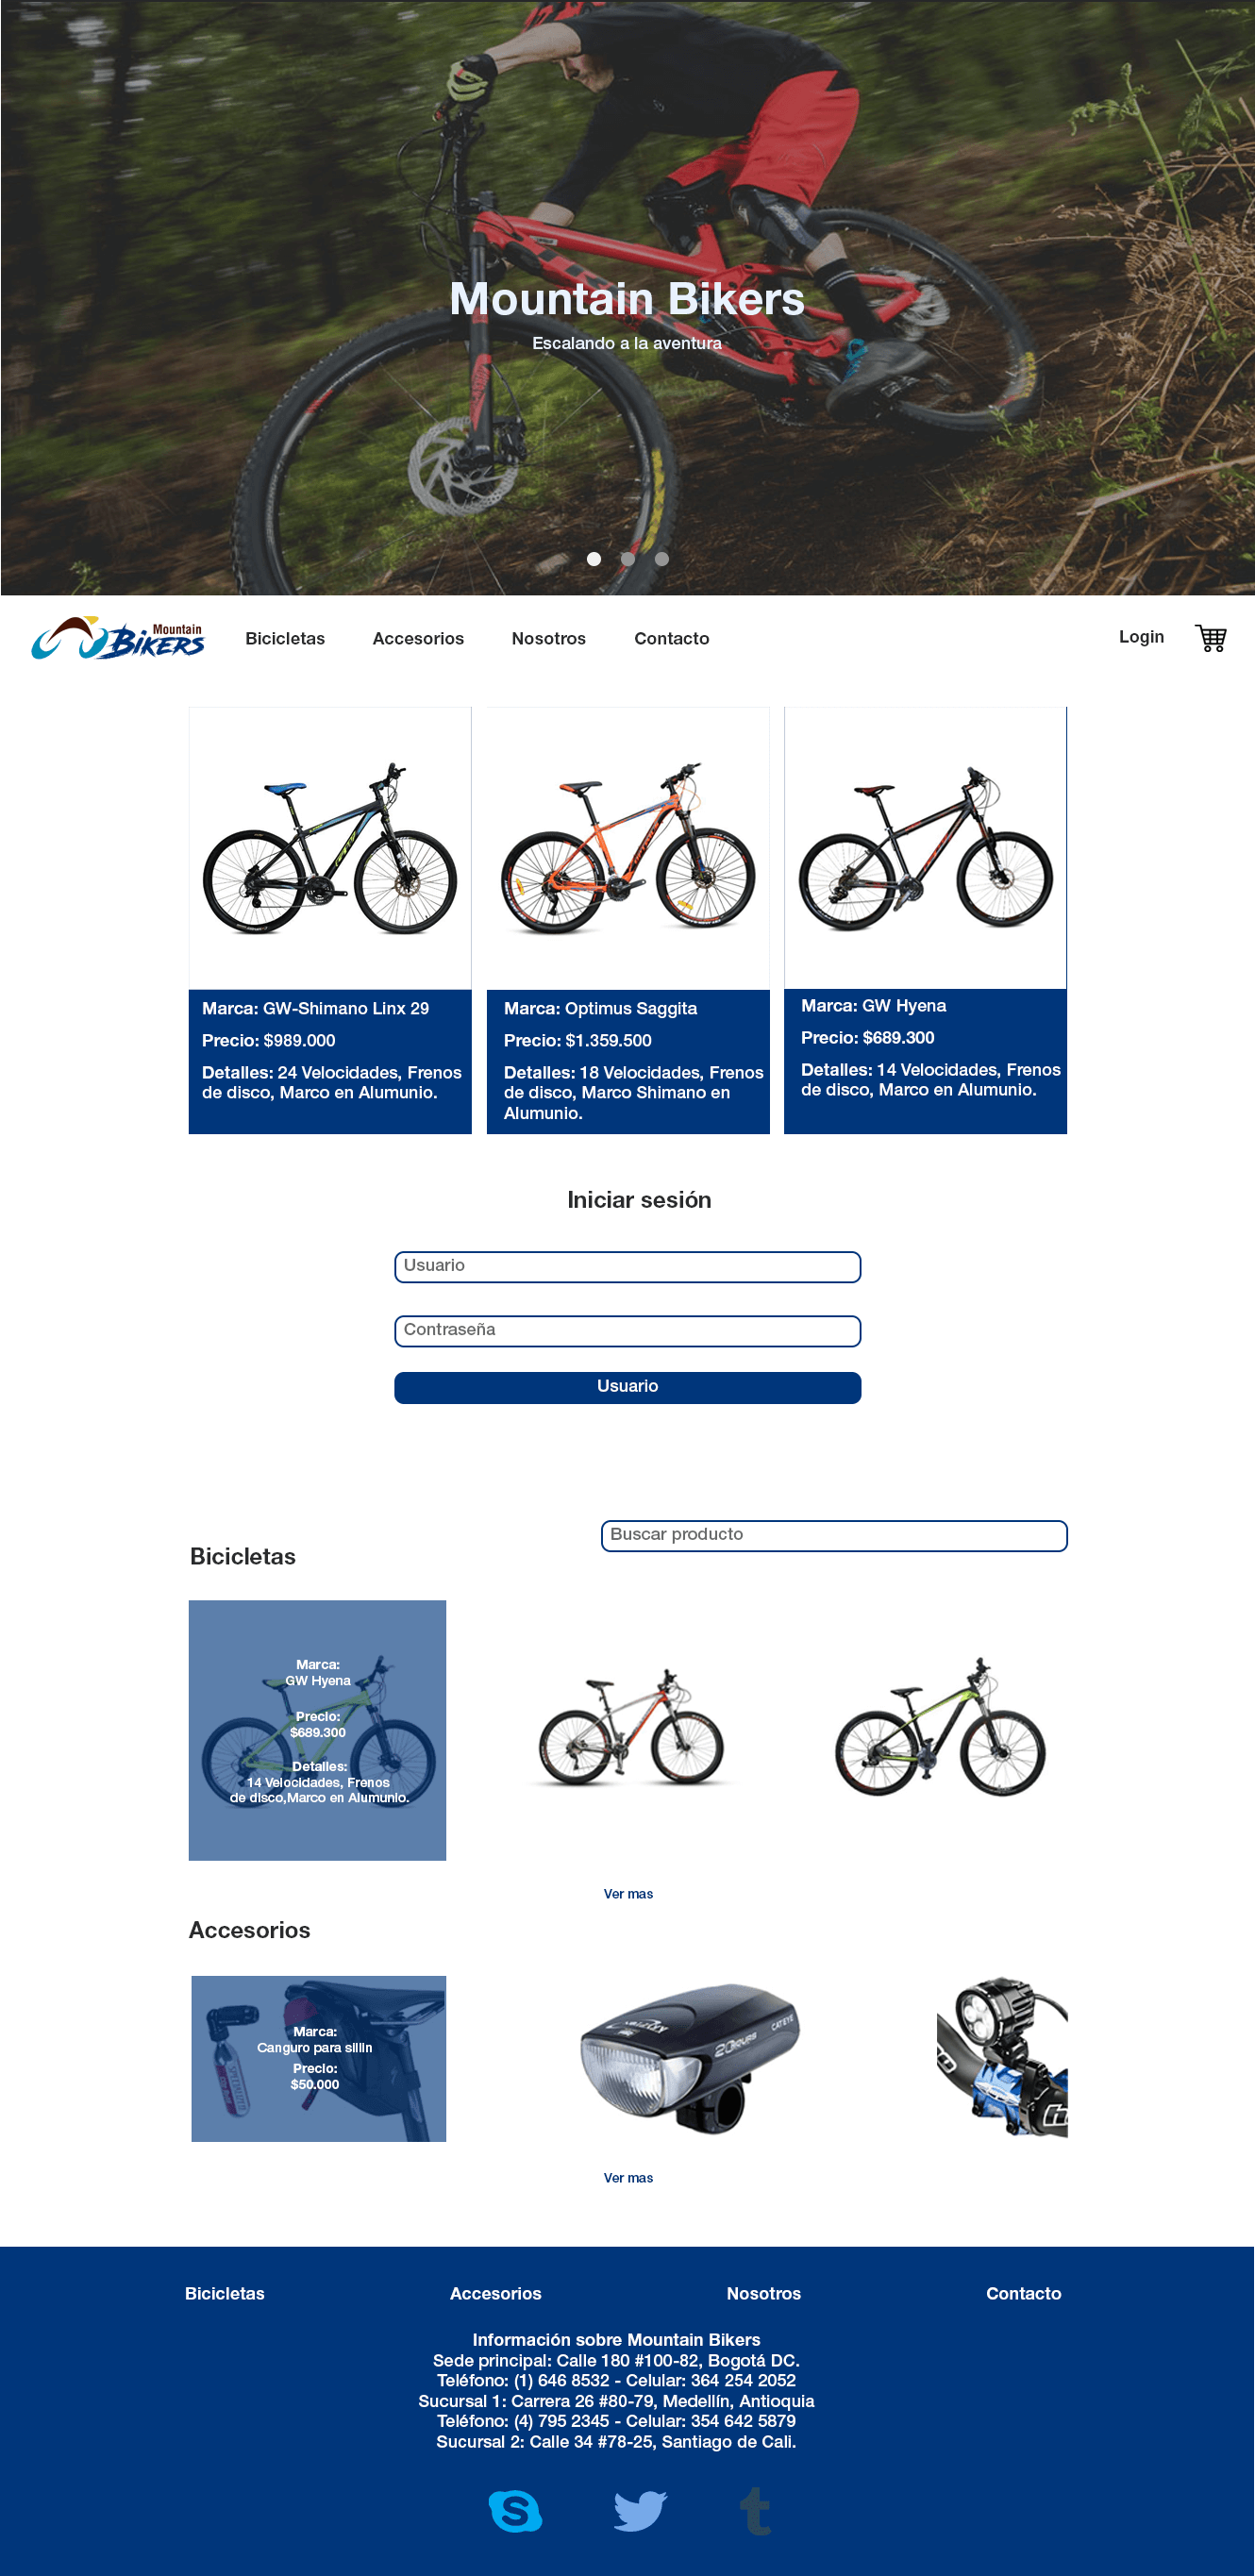 Mountain Bikers
Escalando a la aventura
Mountain
BIKERS
Bicicletas
Accesorios
Nosotros
Contacto
Login
Marca: GW-Shimano Linx 29
Precio: $989.000
Detalles: 24 Velocidades, Frenos
de disco, Marco en Alumunio.
Marca: Optimus Saggita
Precio: $1.359.500
Detalles: 18 Velocidades, Frenos
de disco, Marco Shimano en
Alumunio.
Marca: GW Hyena
Precio: $689.300
Detalles: 14 Velocidades, Frenos
de disco, Marco en Alumunio.
Iniciar sesión
Usuario
Contraseña
Usuario
Buscar producto
Bicicletas
Marca:
GW Hyena
Precio:
$689.300
Detalles:
14 Velocidades, Frenos
de disco,Marco en Alumunio.
Ver mas
Accesorios
Marca:
Canguro para sillin
Precio:
$50.000
20HOURS
CATEYE
Ver mas
Bicicletas
Accesorios
Nosotros
Contacto
Información sobre Mountain Bikers
Sede principal: Calle 180 #100-82, Bogotá DC.
Teléfono: (1) 646 8532 - Celular: 364 254 2052
Sucursal 1: Carrera 26 #80-79, Medellín, Antioquia
Teléfono: (4) 795 2345 - Celular: 354 642 5879
Sucursal 2: Calle 34 #78-25, Santiago de Cali.